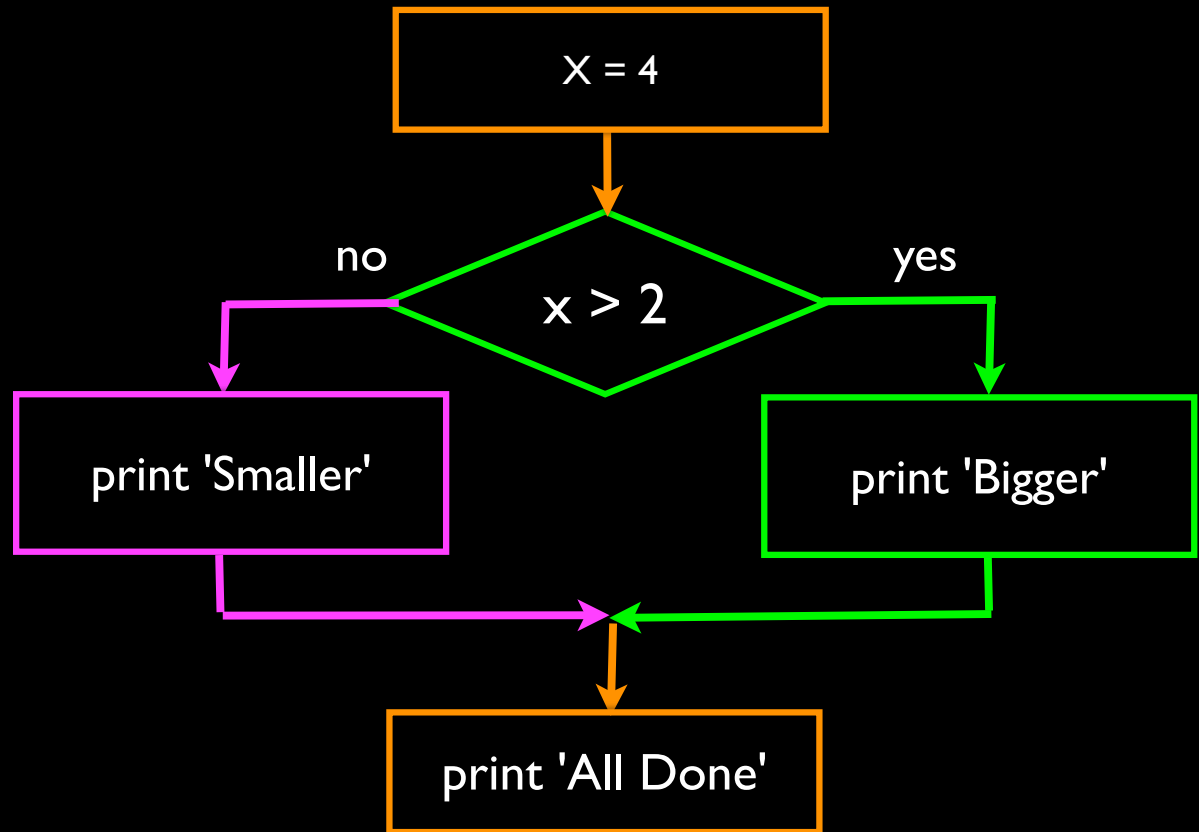 X = 4
no
yes
x > 2
print 'Smaller'
print 'Bigger'
print 'All Done'